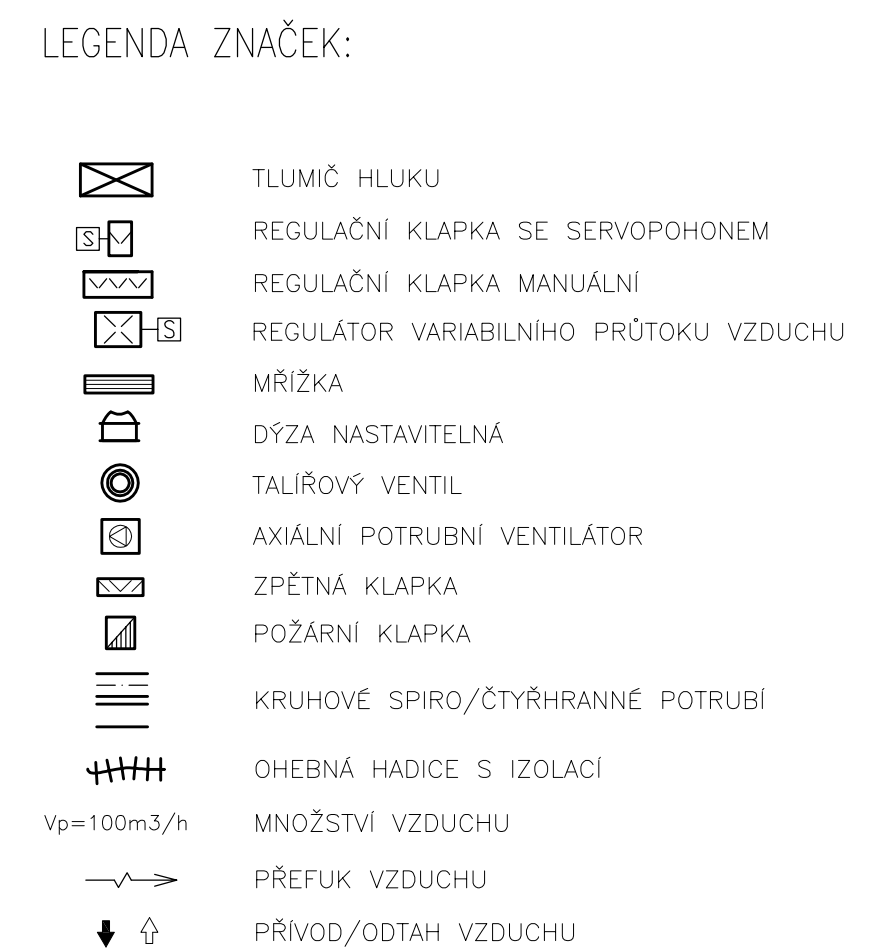 LEGENDA ZNAČEK:
TLUMIČ HLUKU
S REGULAČNÍ KLAPKA SE SERVOPOHONEM
REGULAČNÍ KLAPKA MANUÁLNÍ
S REGULÁTOR VARIABILNÍHO PRŮTOKU VZDUCHU
MŘÍŽKA
DÝZA NASTAVITELNÁ
TALÍŘOVÝ VENTIL
AXIÁLNÍ POTRUBNÍ VENTILÁTOR
ZPĚTNÁ KLAPKA
POŽÁRNÍ KLAPKA
KRUHOVÉ SPIRO/ČTYŘHRANNÉ POTRUBÍ
OHEBNÁ HADICE S IZOLACÍ
Vp=100m3/h MNOŽSTVÍ VZDUCHU
PŘEFUK VZDUCHU
PŘÍVOD/ODTAH VZDUCHU